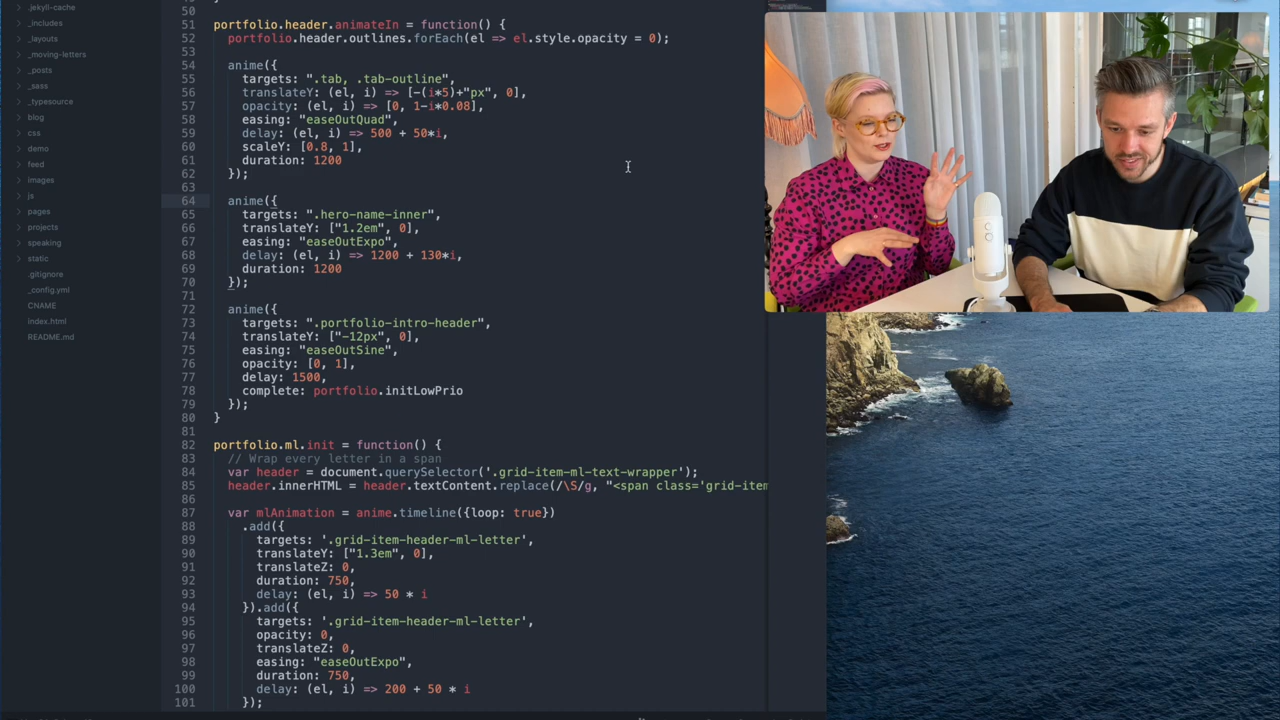 .jekyll-cache
_includes
_layouts
_moving-letters
_posts
_sass
_typesource
blog
css
demo
feed
images
js
pages
projects
speaking
static
.gitignore
_config.yml
CNAME
index.html
README.md
50
51 portfolio.header.animateIn = function() {
52 portfolio.header.outlines.forEach(el => el.style.opacity = 0);
53
54 anime({
55 targets: ".tab, .tab-outline",
56 translateY: (el, i) => [-(i*5)+"px", 0],
57 opacity: (el, i) => [0, 1-i*0.08],
58 easing: "easeOutQuad",
59 delay: (el, i) => 500 + 50*i,
60 scaleY: [0.8, 1],
61 duration: 1200
62 });
63
64 anime({
65 targets: ".hero-name-inner",
66 translateY: ["1.2em", 0],
67 easing: "easeOutExpo",
68 delay: (el, i) => 1200 + 130*i,
69 duration: 1200
70 });
71
72 anime({
73 targets: ".portfolio-intro-header",
74 translateY: ["-12px", 0],
75 easing: "easeOutSine",
76 opacity: [0, 1],
77 delay: 1500,
78 complete: portfolio.initLowPrio
79 });
80 }
81
82 portfolio.ml.init = function() {
83 // Wrap every letter in a span
84 var header = document.querySelector('.grid-item-ml-text-wrapper');
85 header.innerHTML = header.textContent.replace(/\S/g, "<span class='grid-item
86
87 var mlAnimation = anime.timeline({loop: true})
88 .add({
89 targets: '.grid-item-header-ml-letter',
90 translateY: ["1.3em", 0],
91 translateZ: 0,
92 duration: 750,
93 delay: (el, i) => 50 * i
94 }).add({
95 targets: '.grid-item-header-ml-letter',
96 opacity: 0,
97 translateZ: 0,
98 easing: "easeOutExpo",
99 duration: 750,
100 delay: (el, i) => 200 + 50 * i
101 });